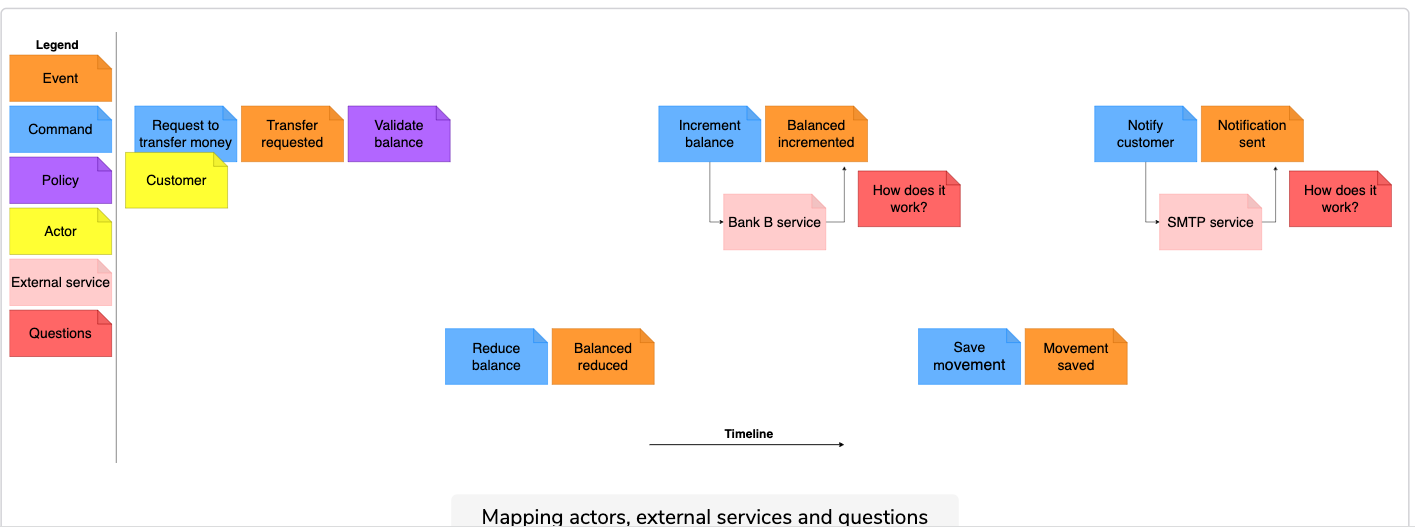 Legend
Event
Command
Policy
Actor
External service
Questions
Request to
transfer money
Transfer
requested
Validate
balance
Customer
Increment
balance
Balanced
incremented
Bank B service
How does it
work?
Notify
customer
Notification
sent
SMTP service
How does it
work?
Reduce
balance
Balanced
reduced
Save
movement
Movement
saved
Timeline
Mapping actors, external services and questions